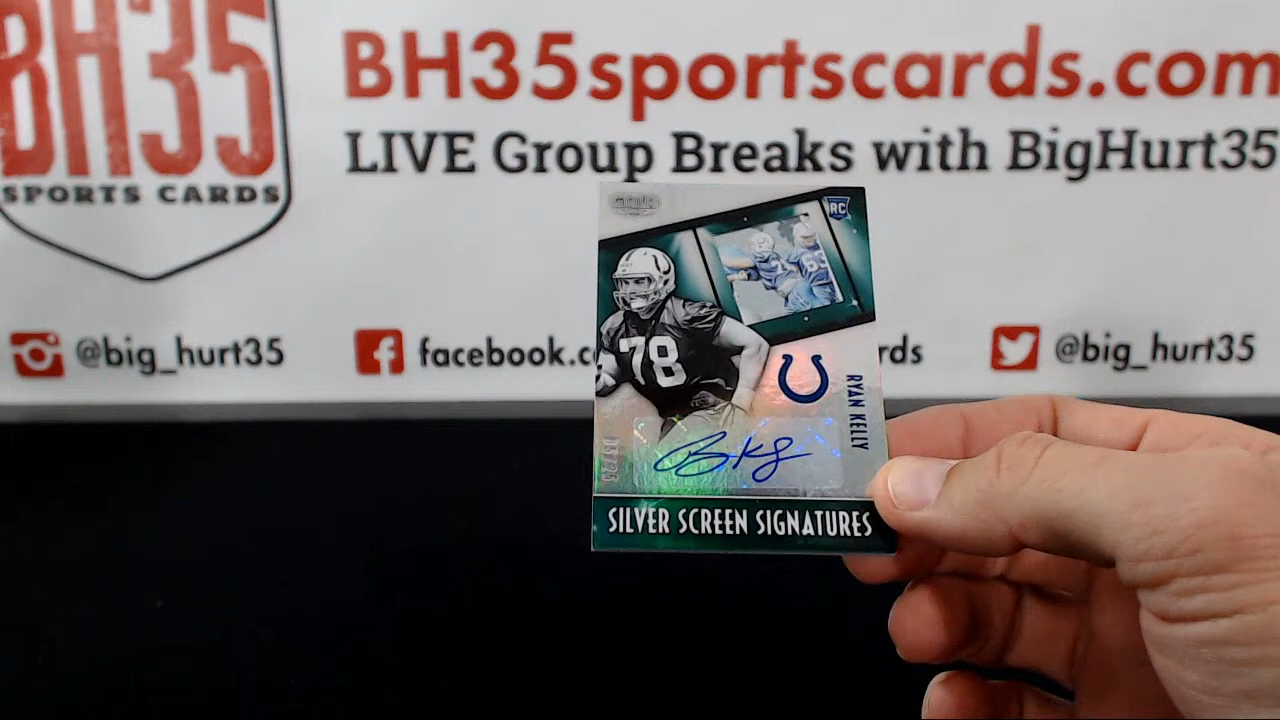 BH35
SPORTS CARDS
BH35sportscards.com
LIVE Group Breaks with BigHurt35
@big_hurt35
facebook.c
rds
@big_hurt35
RC
78
RYAN KELLY
SILVER SCREEN SIGNATURES